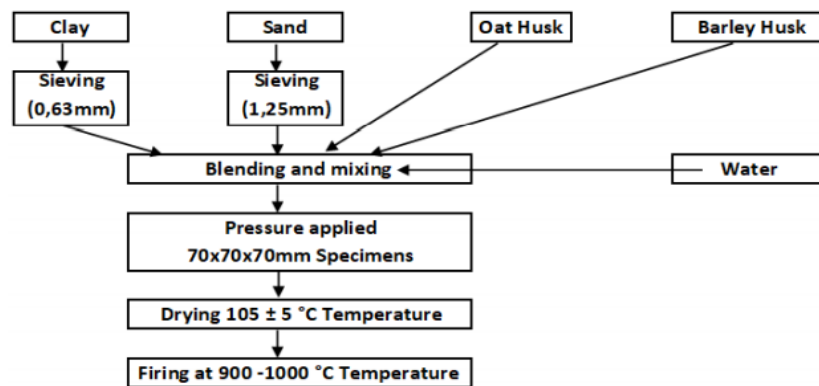 Clay
Sand
Oat Husk
Barley Husk
Sieving
(0,63mm)
Sieving
(1,25mm)
Blending and mixing
Water
Pressure applied
70x70x70mm Specimens
Drying 105 ± 5 °C Temperature
Firing at 900 -1000 °C Temperature